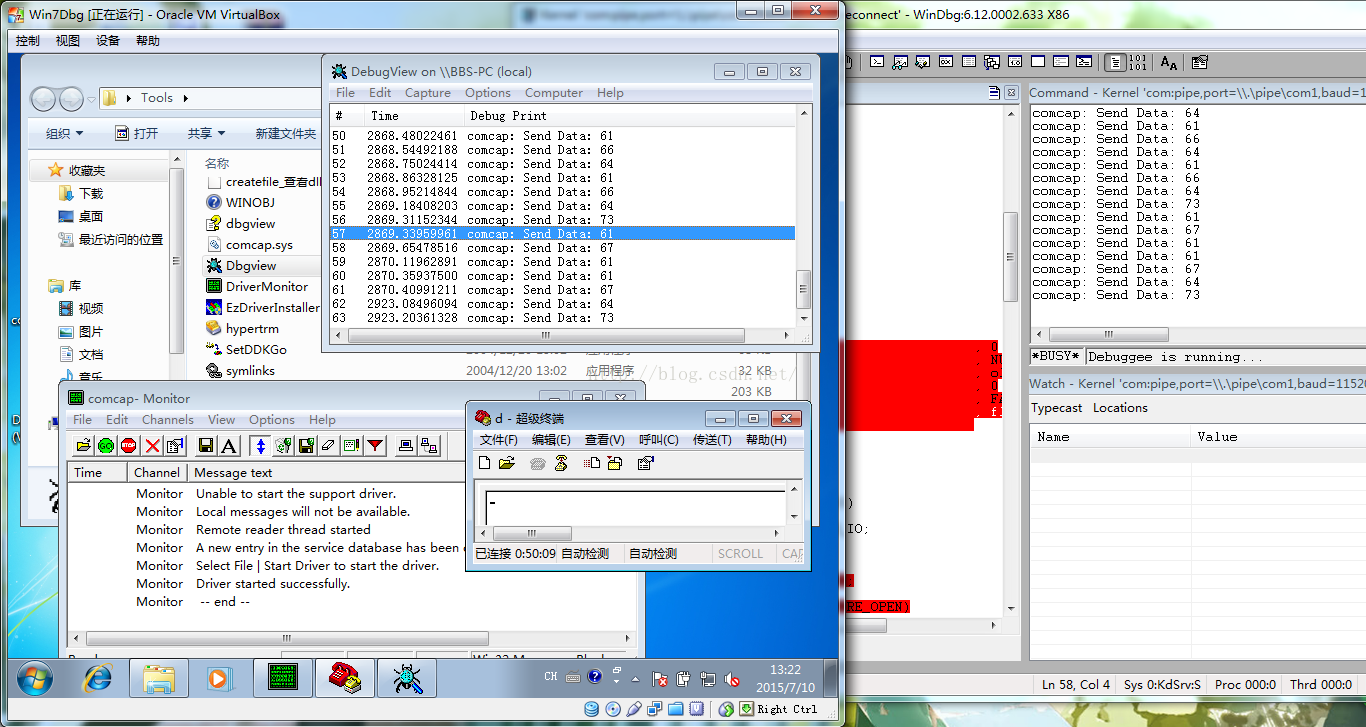 Win7Dbg [正在运行] - Oracle VM VirtualBox
控制 视图 设备 帮助
Tools
组织 打开 共享 新建文件夹
收藏夹
下载
桌面
最近访问的位置
库
视频
图片
文档
音乐
名称
WINOBJ
dbgview
comcap.sys
Dbgview
DriverMonitor
EzDriverInstaller
hypertrm
SetDDKGo
symlinks
2004/12/20 13:02 应用程序 32 KB
203 KB
http://blog.csdn.net/
DebugView on \\BBS-PC (local)
File Edit Capture Options Computer Help
# Time Debug Print
50 2868.48022461 comcap: Send Data: 61
51 2868.54492188 comcap: Send Data: 66
52 2868.75024414 comcap: Send Data: 64
53 2868.86328125 comcap: Send Data: 61
54 2868.95214844 comcap: Send Data: 66
55 2869.18408203 comcap: Send Data: 64
56 2869.31152344 comcap: Send Data: 73
57 2869.33959961 comcap: Send Data: 61
58 2869.65478516 comcap: Send Data: 67
59 2870.11962891 comcap: Send Data: 61
60 2870.35937500 comcap: Send Data: 61
61 2870.40991211 comcap: Send Data: 67
62 2923.08496094 comcap: Send Data: 64
63 2923.20361328 comcap: Send Data: 73
comcap- Monitor
File Edit Channels View Options Help
Time Channel Message text
Monitor Unable to start the support driver.
Monitor Local messages will not be available.
Monitor Remote reader thread started
Monitor A new entry in the service database has been
Monitor Select File | Start Driver to start the driver.
Monitor Driver started successfully.
Monitor -- end --
d - 超级终端
文件(F) 编辑(E) 查看(V) 呼叫(C) 传送(T) 帮助(H)
已连接 0:50:09 自动检测 自动检测 SCROLL
CH
13:22
2015/7/10
Right Ctrl
econnect' - WinDbg:6.12.0002.633 X86
Command - Kernel 'com:pipe,port=\\.\pipe\com1,baud=1
comcap: Send Data: 64
comcap: Send Data: 61
comcap: Send Data: 66
comcap: Send Data: 64
comcap: Send Data: 61
comcap: Send Data: 66
comcap: Send Data: 64
comcap: Send Data: 73
comcap: Send Data: 61
comcap: Send Data: 67
comcap: Send Data: 61
comcap: Send Data: 61
comcap: Send Data: 67
comcap: Send Data: 64
comcap: Send Data: 73
*BUSY* Debuggee is running...
Watch - Kernel 'com:pipe,port=\\.\pipe\com1,baud=11520
Typecast Locations
Name Value
IO;
RE_OPEN)
Ln 58, Col 4 Sys 0:KdSrv:S Proc 000:0 Thrd 000:0